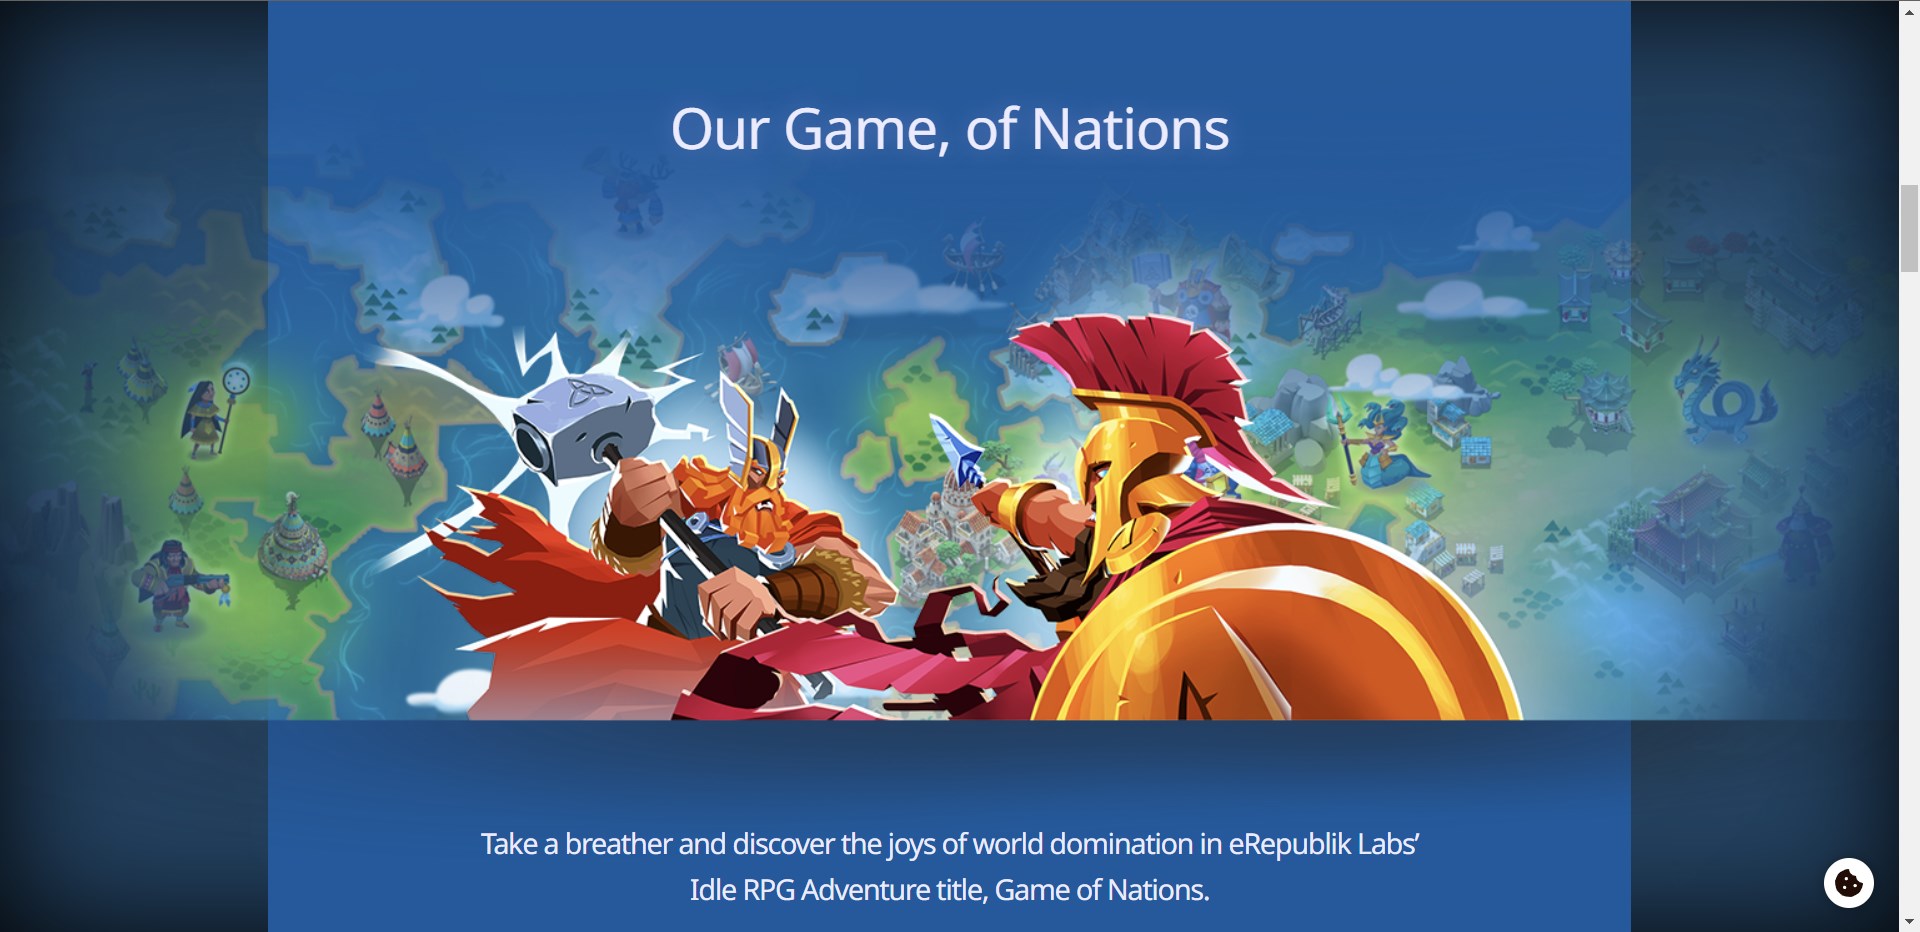 Our Game, of Nations
Take a breather and discover the joys of world domination in eRepublik Labs’
Idle RPG Adventure title, Game of Nations.